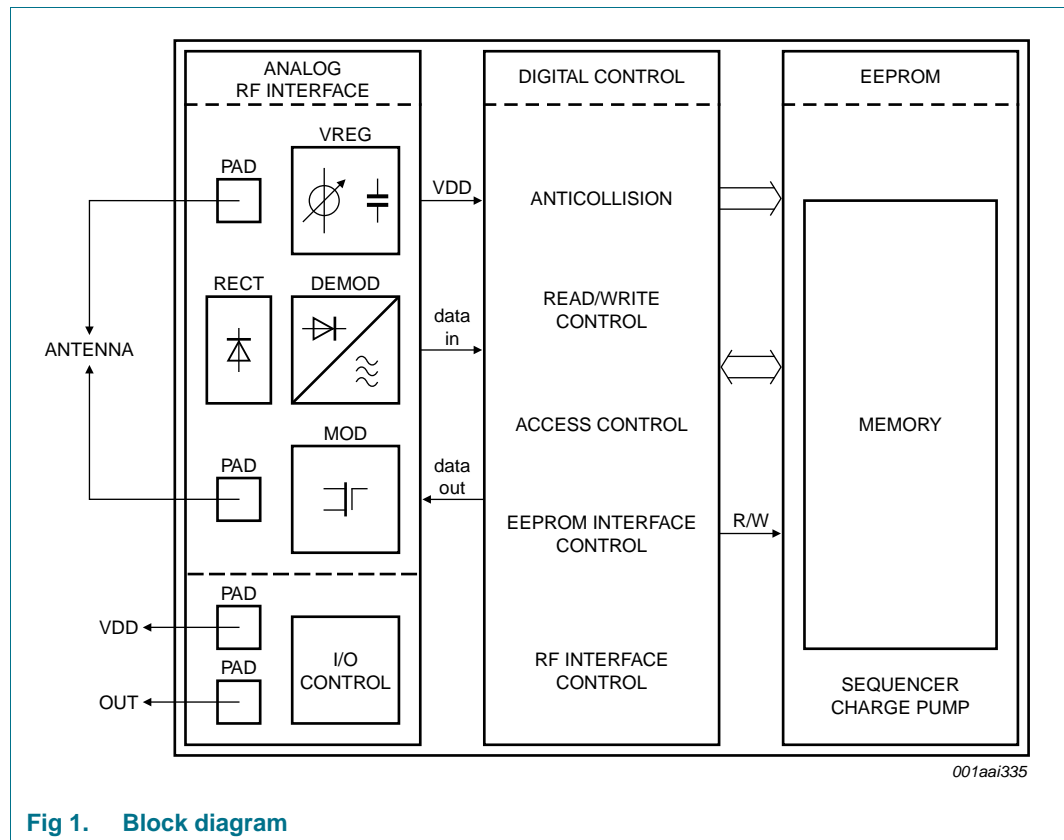 ANALOG
RF INTERFACE
VREG
PAD
RECT
DEMOD
ANTENNA
MOD
PAD
PAD
VDD
PAD
OUT
I/O
CONTROL
VDD
data
in
data
out
DIGITAL CONTROL
ANTICOLLISION
READ/WRITE
CONTROL
ACCESS CONTROL
EEPROM INTERFACE
CONTROL
RF INTERFACE
CONTROL
R/W
EEPROM
MEMORY
SEQUENCER
CHARGE PUMP
001aai335
Fig 1. Block diagram